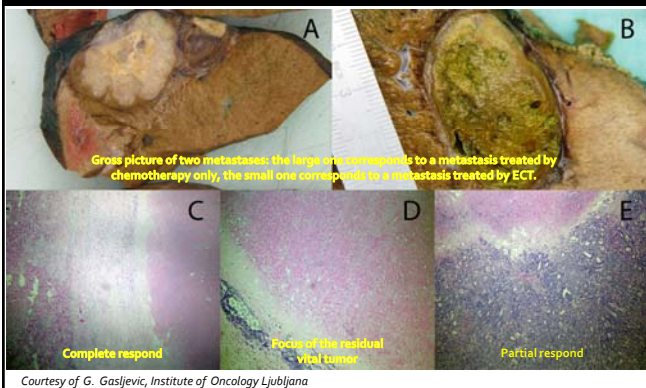 A
B
Gross picture of two metastases: the large one corresponds to a metastasis treated by
chemotherapy only, the small one corresponds to a metastasis treated by ECT.
C
D
E
Complete respond
Focus of the residual
vital tumor
Partial respond
Courtesy of G. Gasljevic, Institute of Oncology Ljubljana